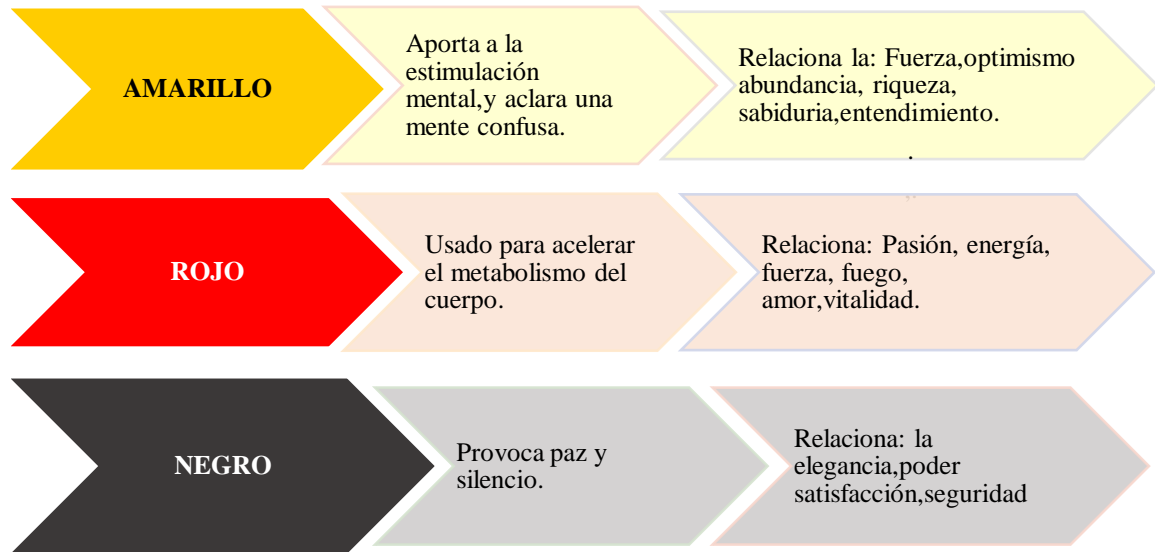 AMARILLO
Aporta a la
estimulación
mental,y aclara una
mente confusa.
Relaciona la: Fuerza,optimismo
abundancia, riqueza,
sabiduria,entendimiento.
.
ROJO
Usado para acelerar
el metabolismo del
cuerpo.
Relaciona: Pasión, energía,
fuerza, fuego,
amor,vitalidad.
NEGRO
Provoca paz y
silencio.
Relaciona: la
elegancia,poder
satisfacción,seguridad